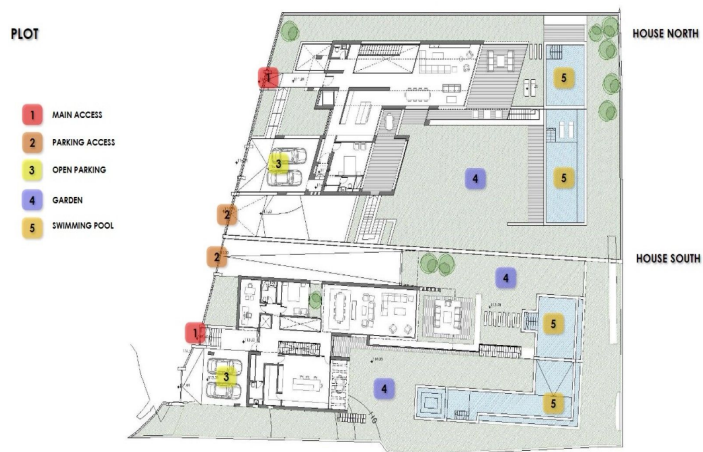 PLOT
HOUSE NORTH
1 MAIN ACCESS
2 PARKING ACCESS
3 OPEN PARKING
4 GARDEN
5 SWIMMING POOL
1
5
3
4
5
2
2
HOUSE SOUTH
4
5
1
3
4
5